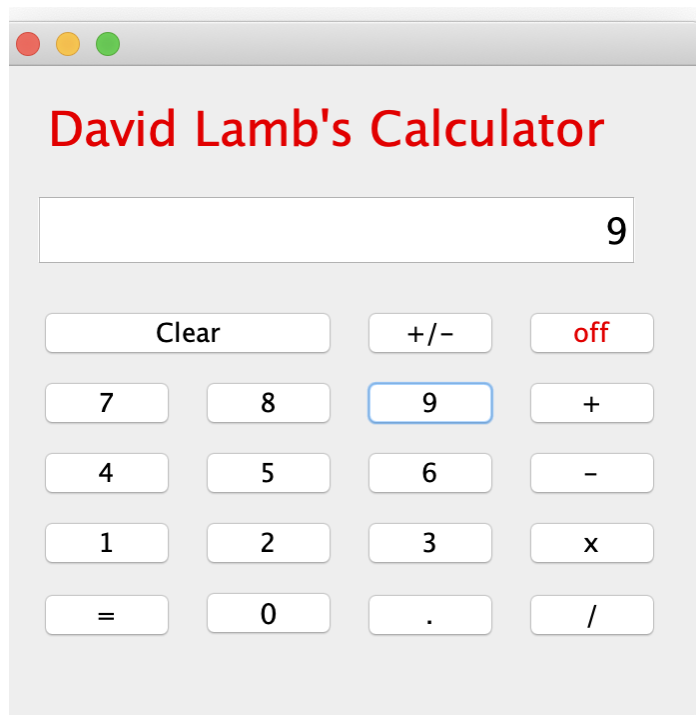 David Lamb's Calculator
9
Clear +/- off
7 8 9 +
4 5 6 -
1 2 3 x
= 0 . /